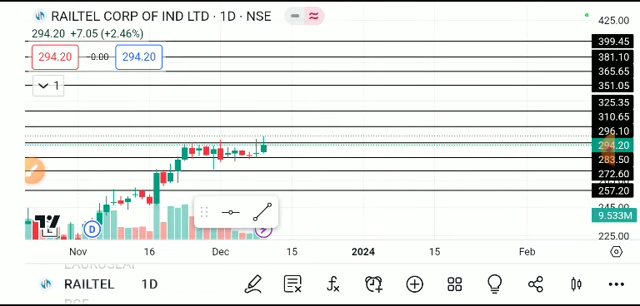 RAILTEL CORP OF IND LTD · 1D · NSE
294.20 +7.05 (+2.46%)
294.20 -0.00 294.20
1
425.00
399.45
381.10
365.65
351.05
325.35
310.65
296.10
294.20
283.50
272.60
257.20
245.00
9.533M
225.00
D
Nov 16 Dec 15 2024 15 Feb
RAILTEL 1D